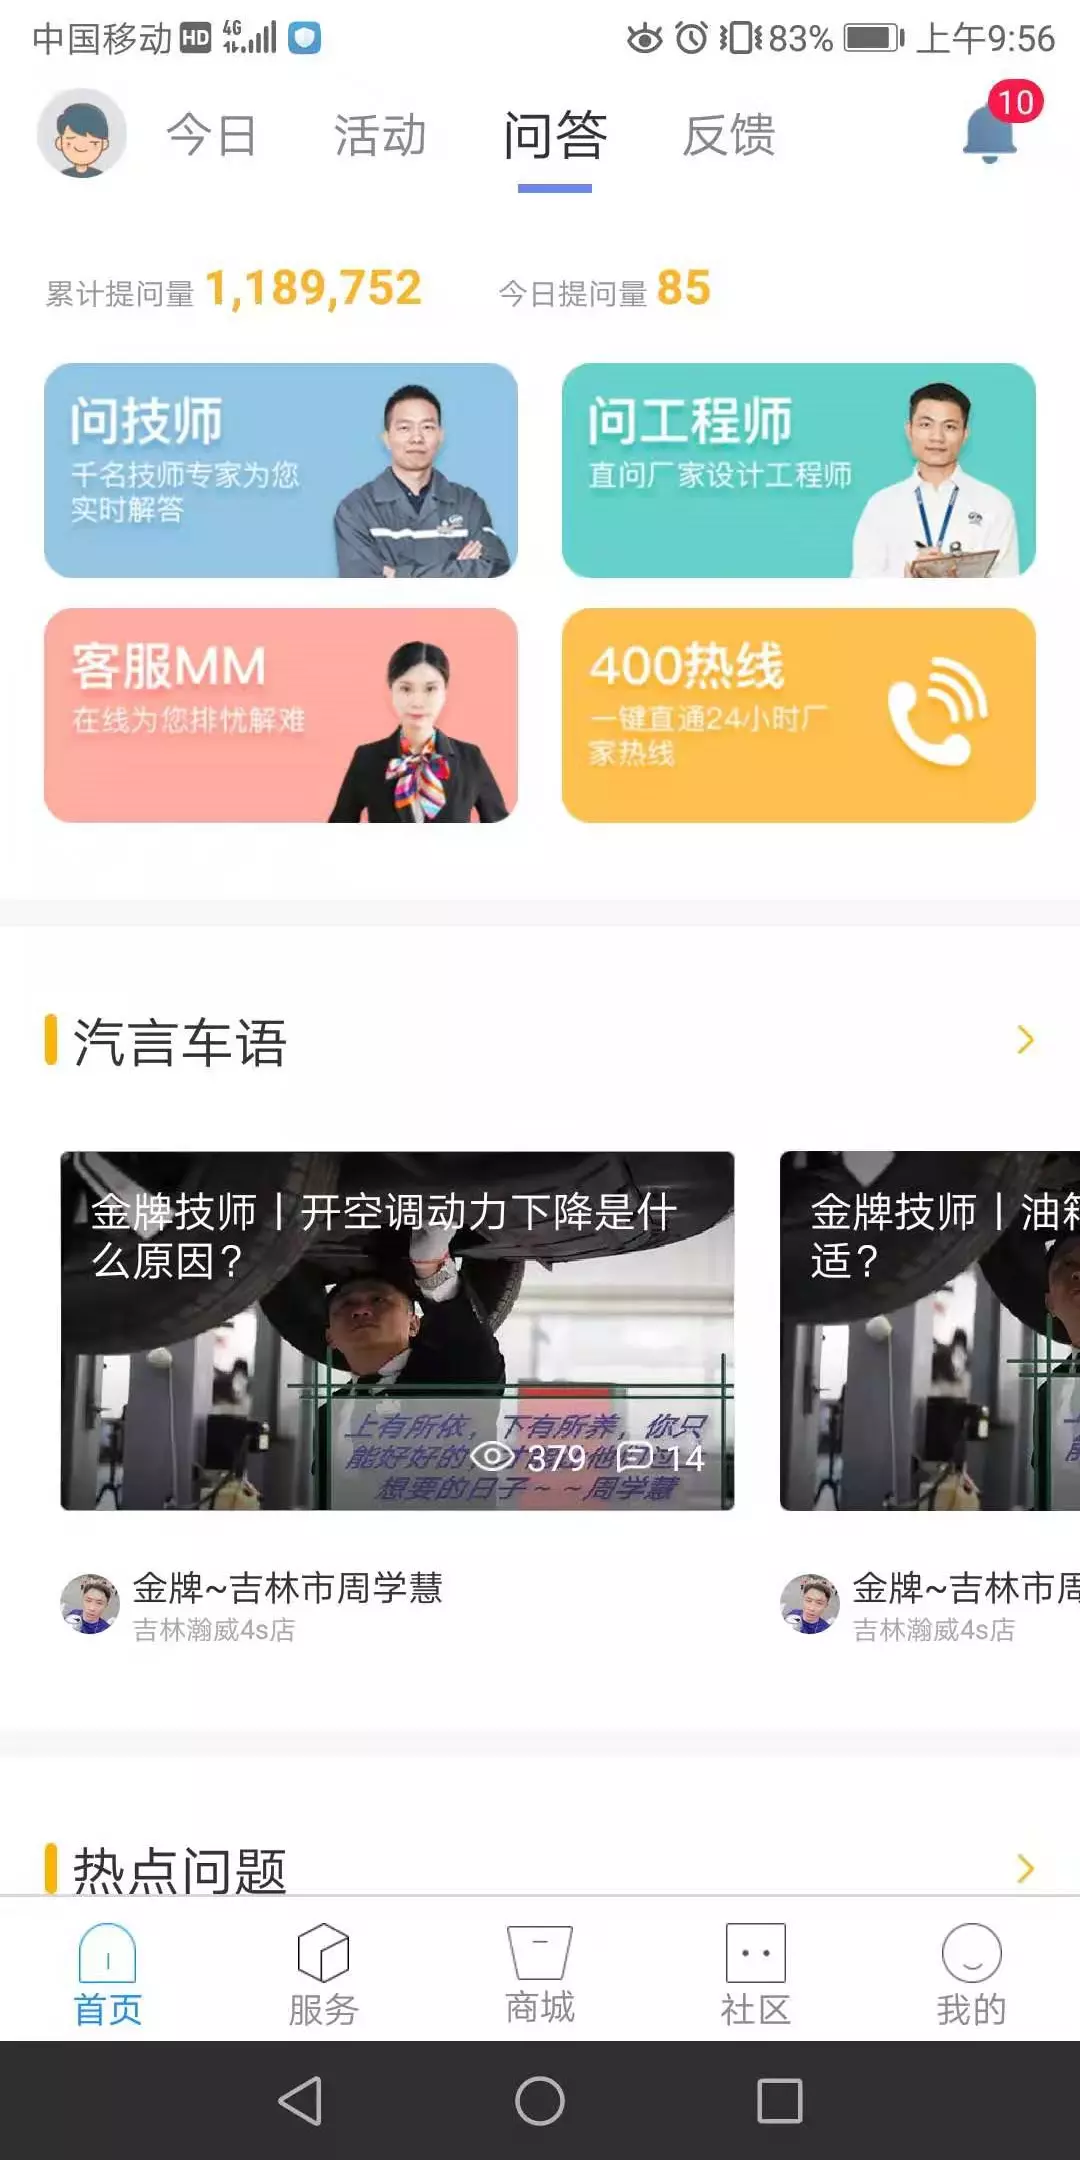 中国移动 HD 4G 83% 上午9:56
今日 活动 问答 反馈 10
累计提问量 1,189,752 今日提问量 85
问技师
千名技师专家为您
实时解答
问工程师
直问厂家设计工程师
客服MM
在线为您排忧解难
400热线
一键直通24小时厂
家热线
汽言车语
金牌技师丨开空调动力下降是什
么原因？
上有所依，下有所养，你只
能好好的
想要的日子～～周学慧
379 14
金牌~吉林市周学慧
吉林瀚威4s店
金牌技师丨油
适？
金牌~吉林市周
吉林瀚威4s店
热点问题
首页 服务 商城 社区 我的